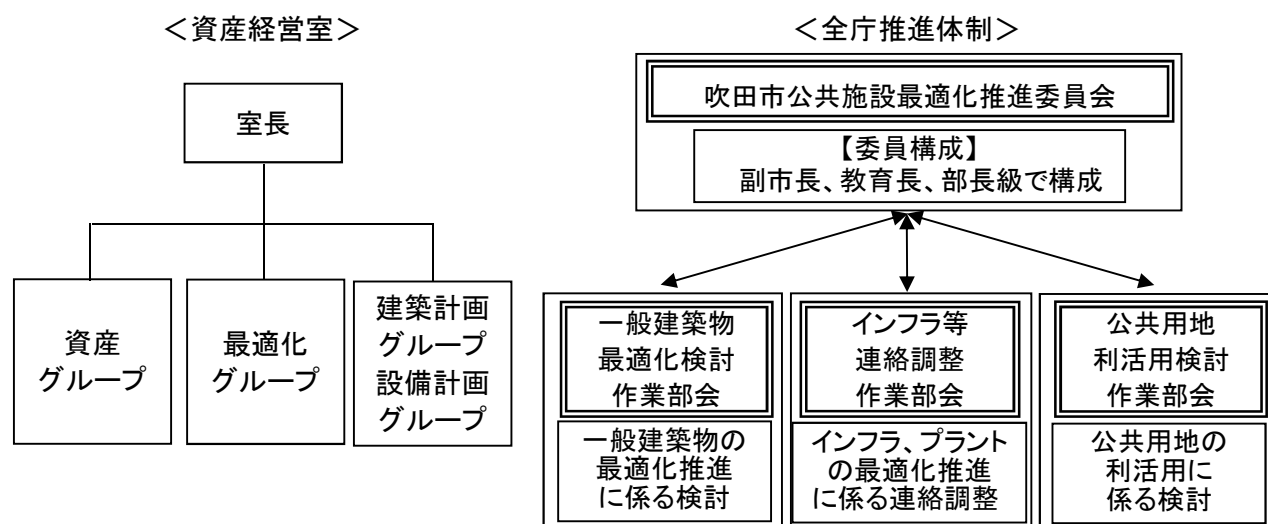 ＜資産経営室＞
室長
資産
グループ
最適化
グループ
建築計画
グループ
設備計画
グループ
＜全庁推進体制＞
吹田市公共施設最適化推進委員会
【委員構成】
副市長、教育長、部長級で構成
一般建築物
最適化検討
作業部会
一般建築物の
最適化推進
に係る検討
インフラ等
連絡調整
作業部会
インフラ、プラント
の最適化推進
に係る連絡調整
公共用地
利活用検討
作業部会
公共用地の
利活用に
係る検討